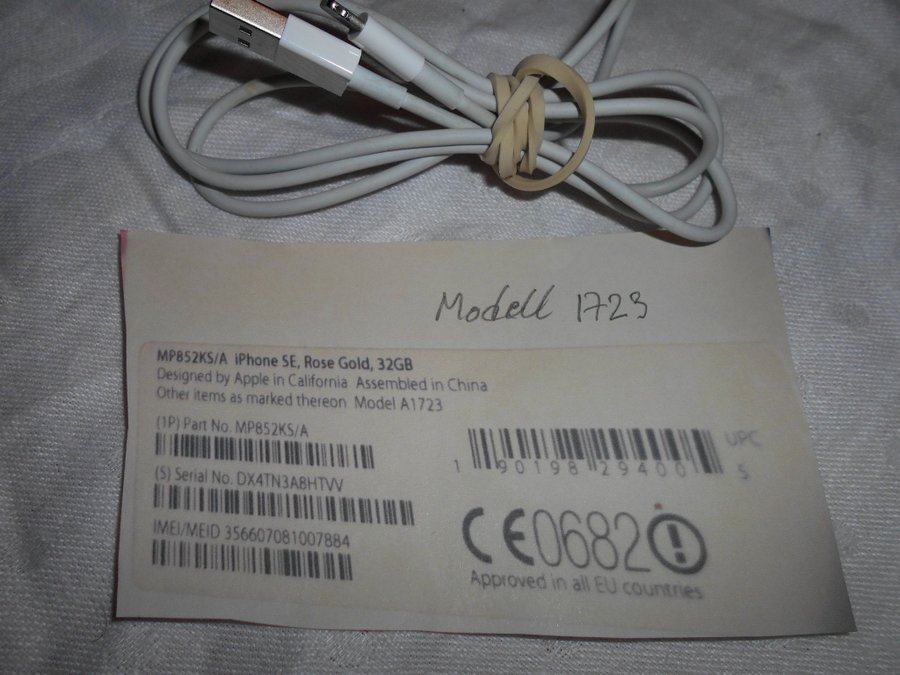 Modell 1723
MP852KS/A iPhone SE, Rose Gold, 32GB
Designed by Apple in California Assembled in China
Other items as marked thereon Model A1723
(1P) Part No. MP852KS/A
(S) Serial No. DX4TN3A8HTVV
IMEI/MEID 356607081007884
UPC
1 90198 29400 5
CE0682
Approved in all EU countries